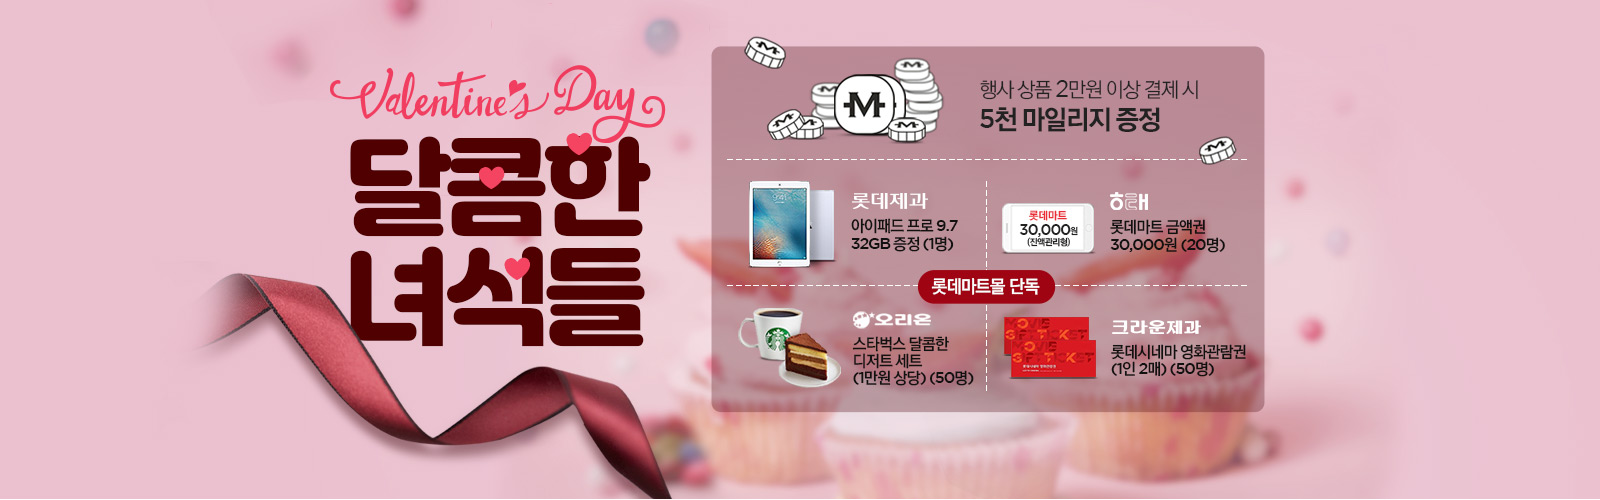 Valentine's Day
달콤한
녀석들
M
행사 상품 2만원 이상 결제 시
5천 마일리지 증정
롯데제과
아이패드 프로 9.7
32GB 증정 (1명)
롯데마트
30,000원
(잔액관리형)
해태
롯데마트 금액권
30,000원 (20명)
롯데마트몰 단독
오리온
스타벅스 달콤한
디저트 세트
(1만원 상당) (50명)
MOVIE
GIFT TICKET
크라운제과
롯데시네마 영화관람권
(1인 2매) (50명)